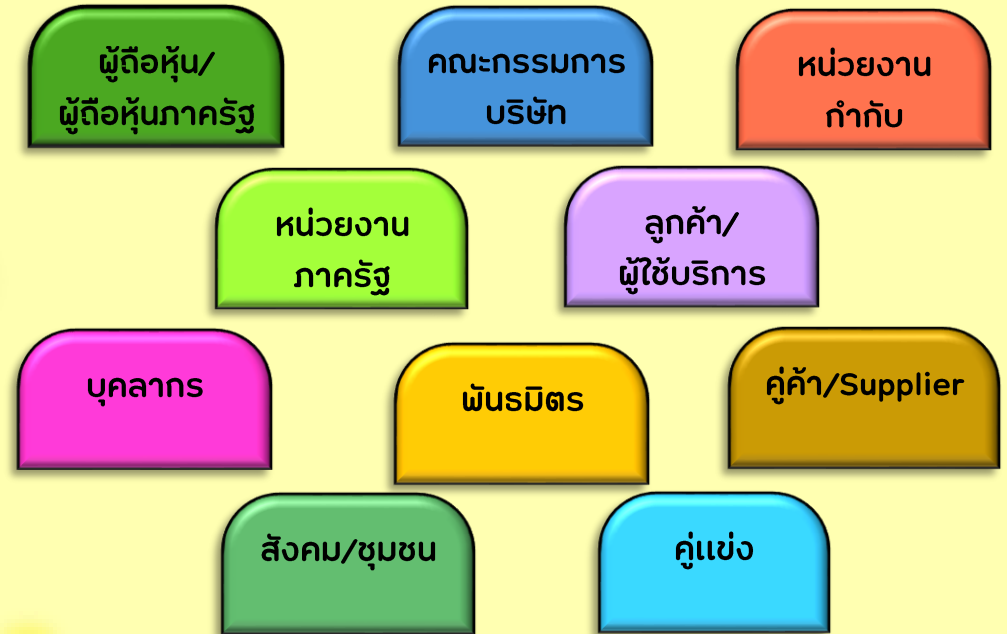 ผู้ถือหุ้น/
ผู้ถือหุ้นภาครัฐ
คณะกรรมการ
บริษัท
หน่วยงาน
กำกับ
หน่วยงาน
ภาครัฐ
ลูกค้า/
ผู้ใช้บริการ
บุคลากร
พันธมิตร
คู่ค้า/Supplier
สังคม/ชุมชน
คู่แข่ง